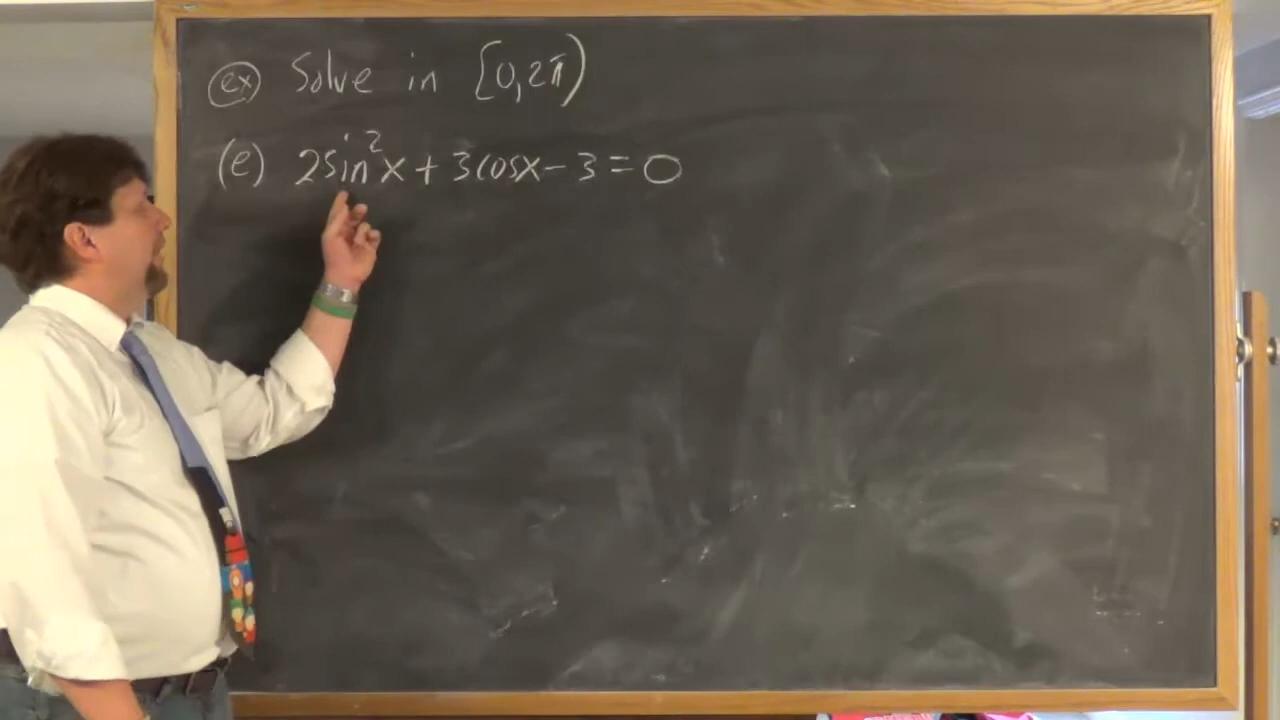 ex Solve in [0,2π)
(e) 2sin²x + 3cosx - 3 = 0